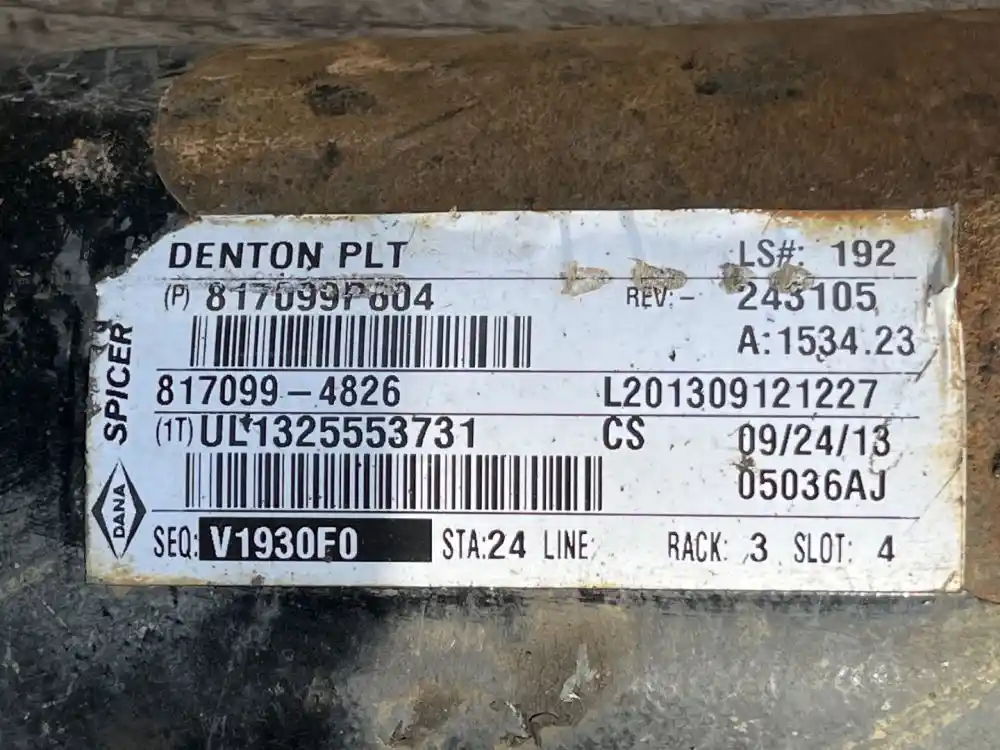 DENTON PLT LS#: 192
(P) 817099P604 REV:- 243105
A:1534.23
817099-4826 L201309121227
(1T) UL1325553731 CS 09/24/13
05036AJ
SEQ: V1930F0 STA:24 LINE: RACK: 3 SLOT: 4
SPICER
DANA